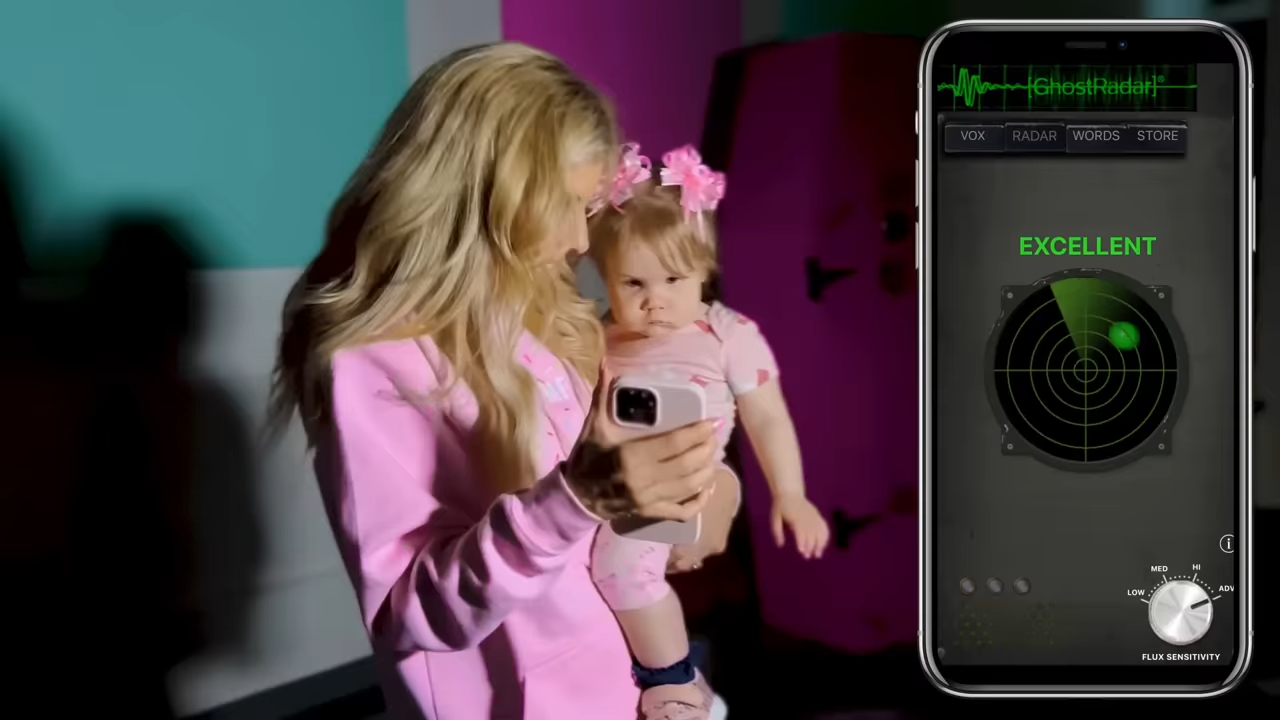 [GhostRadar]®
VOX RADAR WORDS STORE
EXCELLENT
i
MED HI
LOW ADV
FLUX SENSITIVITY